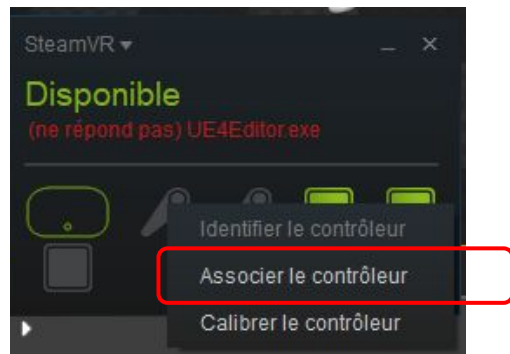 SteamVR
Disponible
(ne répond pas) UE4Editor.exe
Identifier le contrôleur
Associer le contrôleur
Calibrer le contrôleur